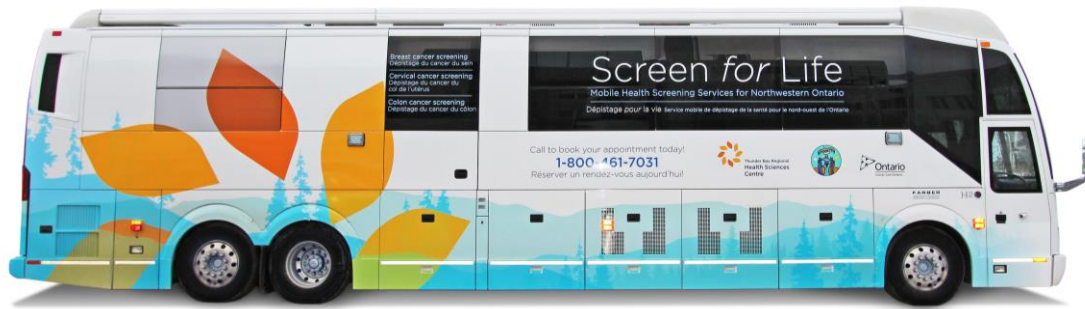 Breast cancer screening
Dépistage du cancer du sein
Cervical cancer screening
Dépistage du cancer du
col de l'utérus
Colon cancer screening
Dépistage du cancer du côlon
Screen for Life
Mobile Health Screening Services for Northwestern Ontario
Dépistage pour la vie Service mobile de dépistage de la santé pour le nord-ouest de l'Ontario
Call to book your appointment today!
1-800-461-7031
Réserver un rendez-vous aujourd'hui!
Thunder Bay Regional
Health Sciences
Centre
Ontario
FARBER